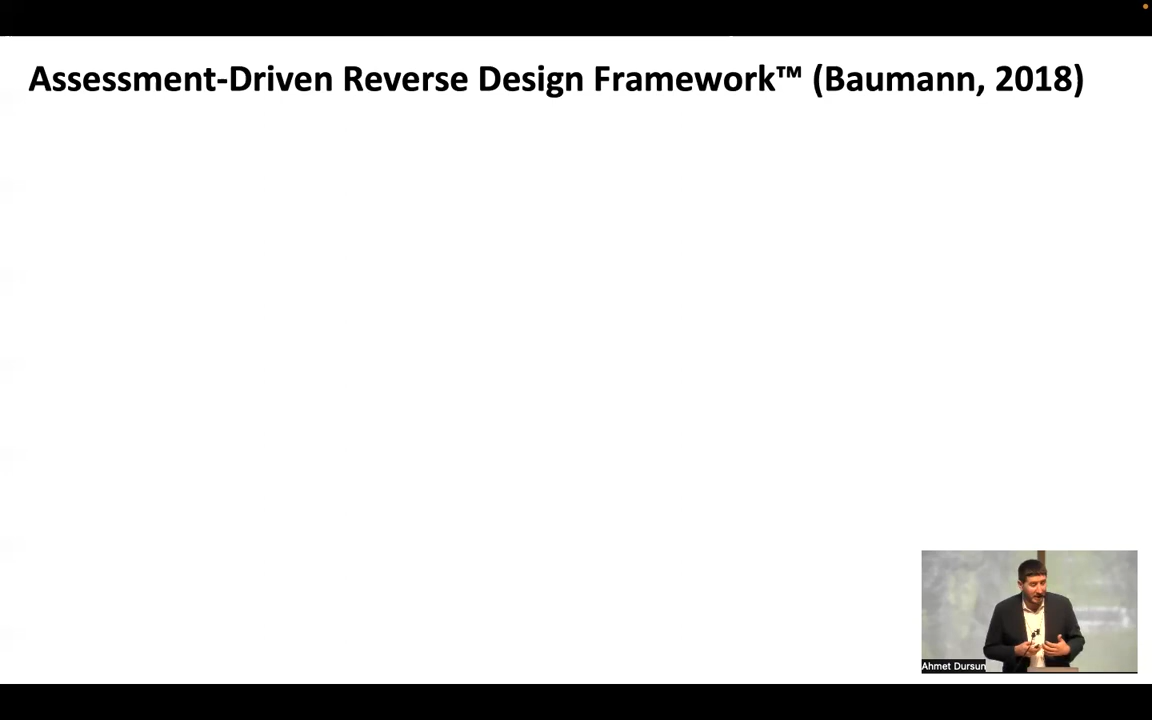 Assessment-Driven Reverse Design Framework™ (Baumann, 2018)
Ahmet Dursun